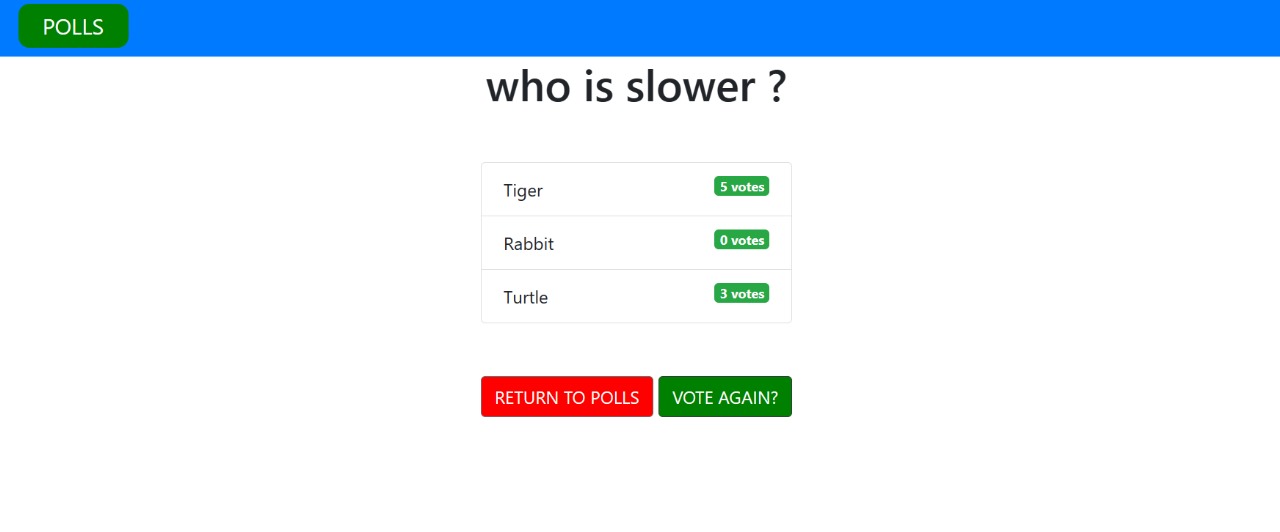 POLLS
who is slower ?
Tiger 5 votes
Rabbit 0 votes
Turtle 3 votes
RETURN TO POLLS VOTE AGAIN?